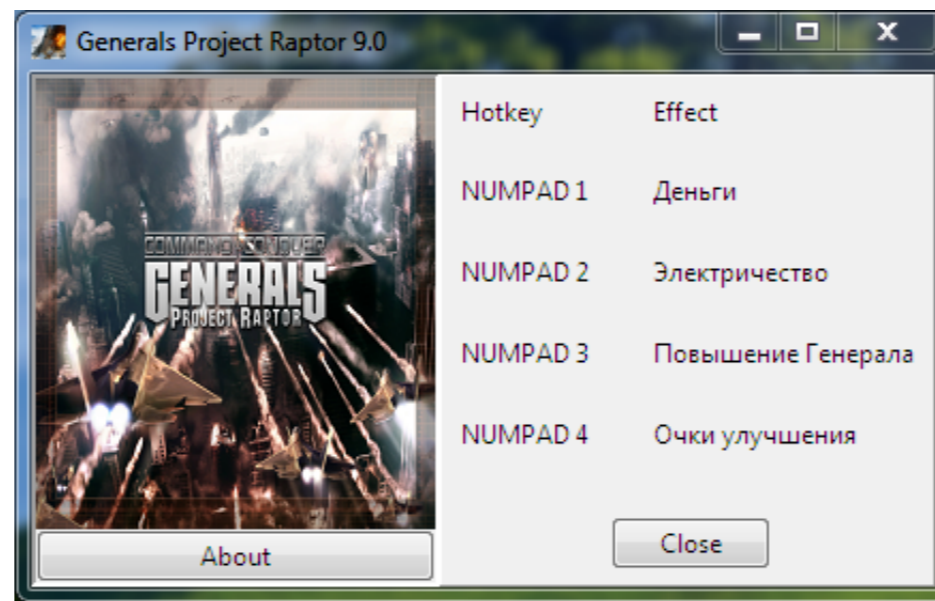 Generals Project Raptor 9.0
COMMAND & CONQUER
GENERALS
PROJECT RAPTOR
Hotkey Effect
NUMPAD 1 Деньги
NUMPAD 2 Электричество
NUMPAD 3 Повышение Генерала
NUMPAD 4 Очки улучшения
About
Close